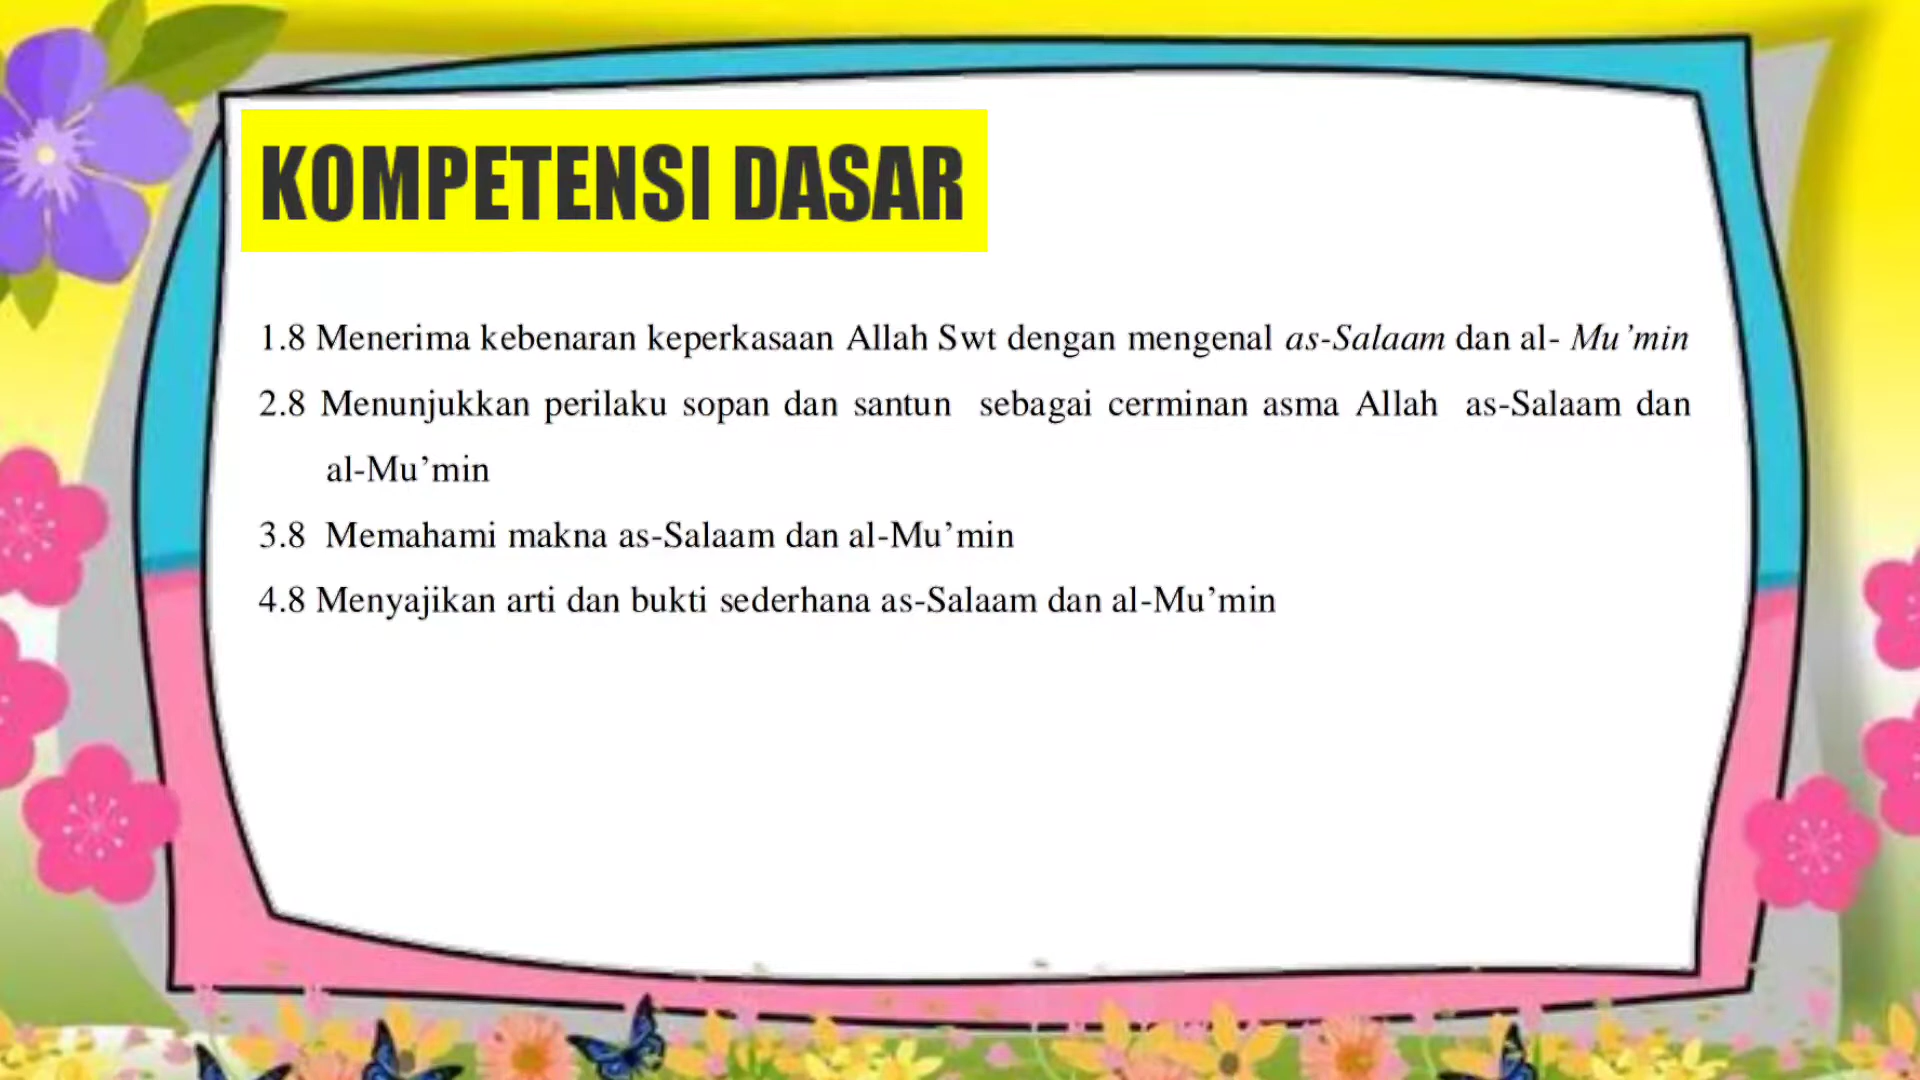 KOMPETENSI DASAR
1.8 Menerima kebenaran keperkasaan Allah Swt dengan mengenal as-Salaam dan al- Mu’min
2.8 Menunjukkan perilaku sopan dan santun  sebagai cerminan asma Allah  as-Salaam dan
al-Mu’min
3.8  Memahami makna as-Salaam dan al-Mu’min
4.8 Menyajikan arti dan bukti sederhana as-Salaam dan al-Mu’min